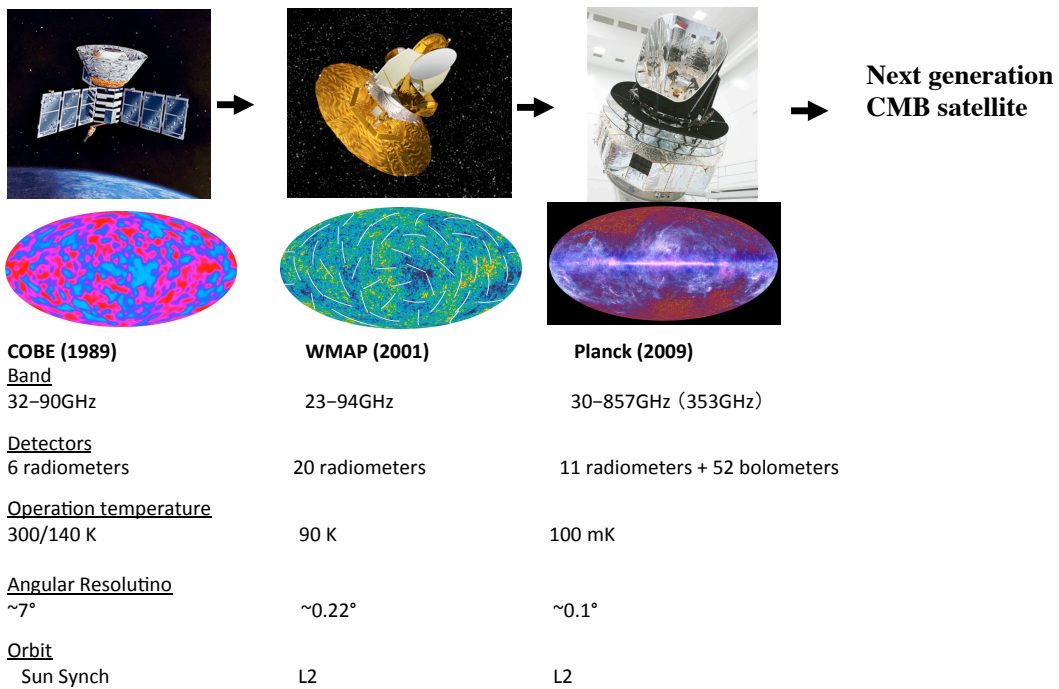 Next generation
CMB satellite
COBE (1989) WMAP (2001) Planck (2009)
Band
32−90GHz 23−94GHz 30−857GHz（353GHz）
Detectors
6 radiometers 20 radiometers 11 radiometers + 52 bolometers
Operation temperature
300/140 K 90 K 100 mK
Angular Resolutino
~7° ~0.22° ~0.1°
Orbit
Sun Synch L2 L2